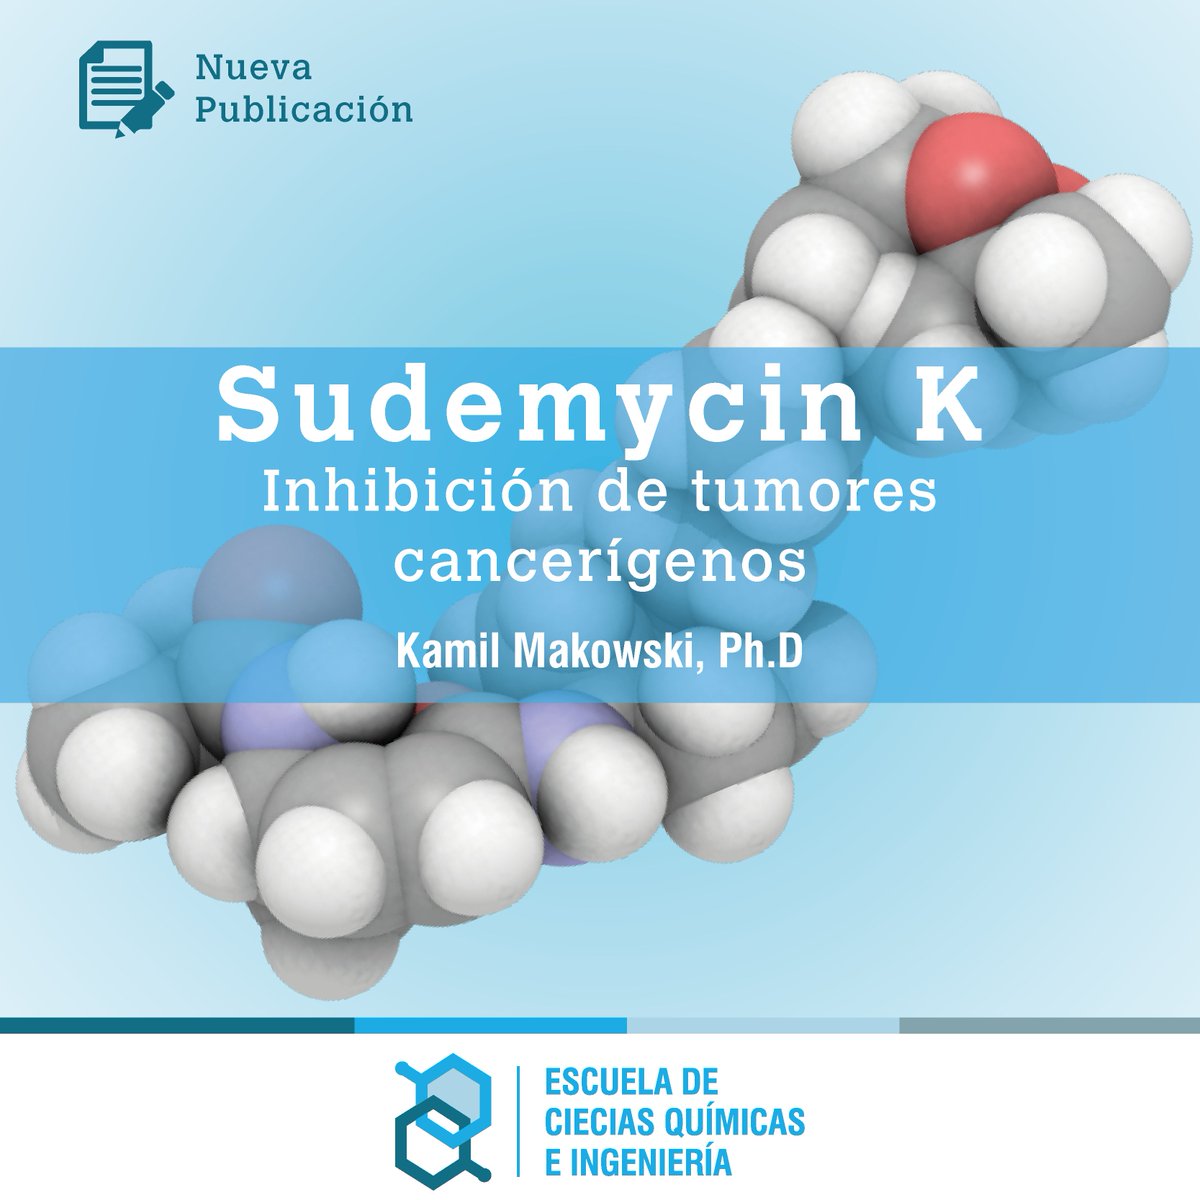 Nueva
Publicación
Sudemycin K
Inhibición de tumores
cancerígenos
Kamil Makowski, Ph.D
ESCUELA DE
CIECIAS QUÍMICAS
E INGENIERÍA